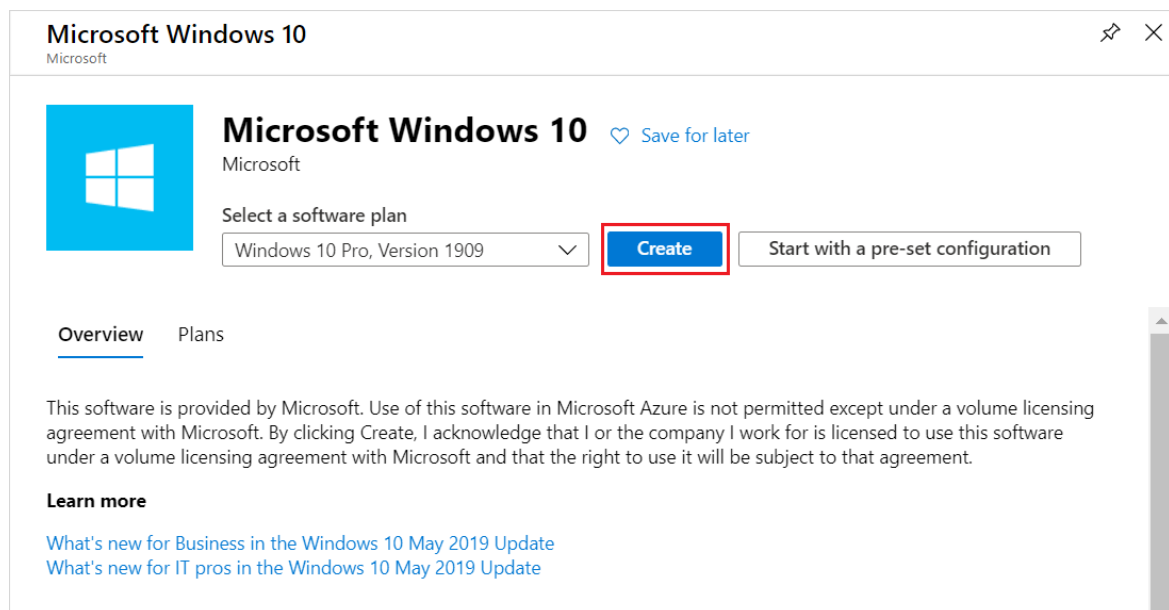 Microsoft Windows 10
Microsoft
Microsoft Windows 10
Save for later
Microsoft
Select a software plan
Windows 10 Pro, Version 1909
Create
Start with a pre-set configuration
Overview
Plans
This software is provided by Microsoft. Use of this software in Microsoft Azure is not permitted except under a volume licensing
agreement with Microsoft. By clicking Create, I acknowledge that I or the company I work for is licensed to use this software
under a volume licensing agreement with Microsoft and that the right to use it will be subject to that agreement.
Learn more
What's new for Business in the Windows 10 May 2019 Update
What's new for IT pros in the Windows 10 May 2019 Update